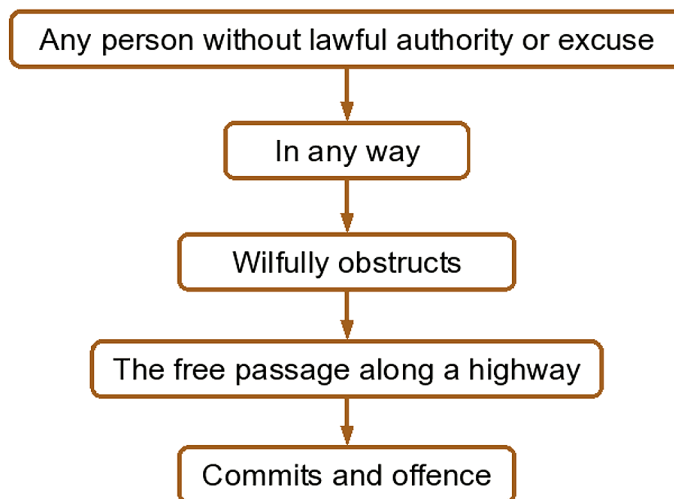 Any person without lawful authority or excuse
In any way
Wilfully obstructs
The free passage along a highway
Commits and offence